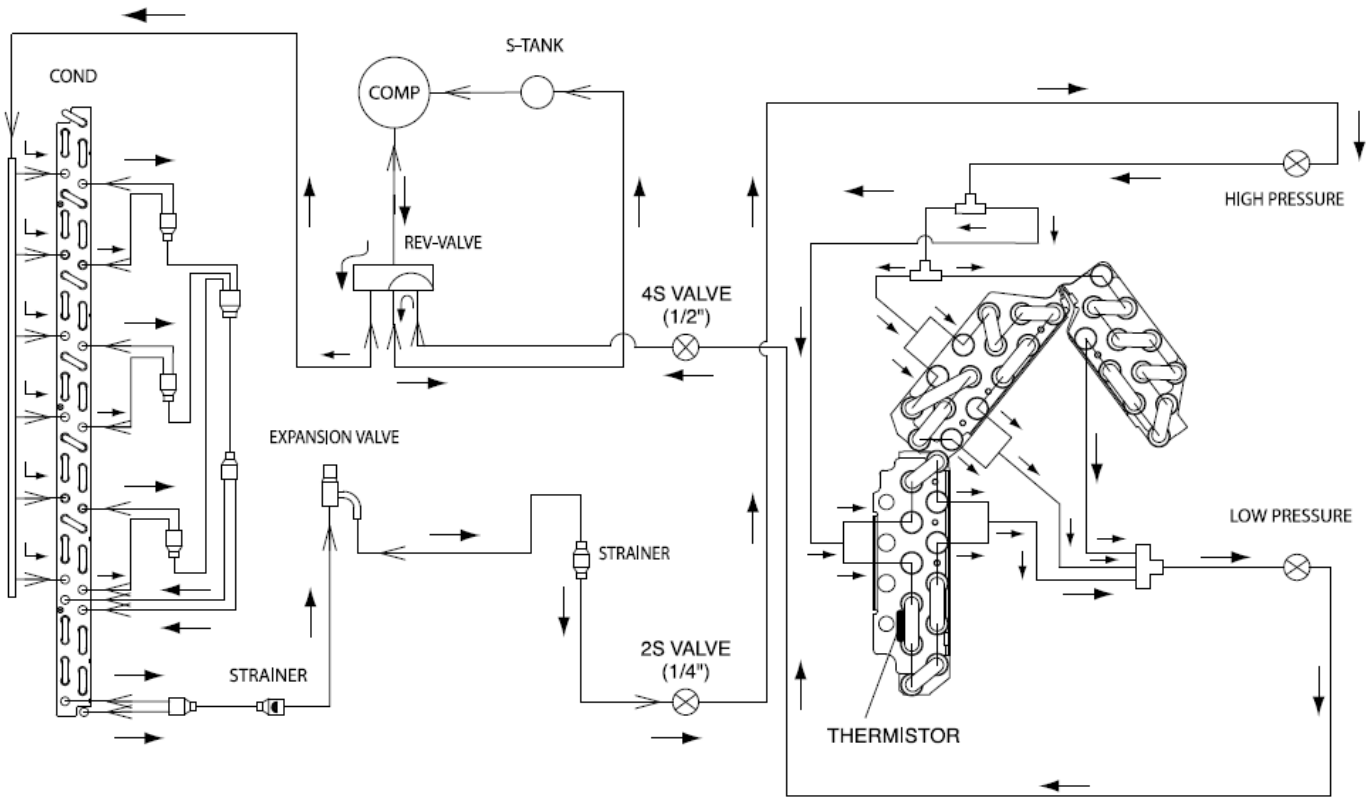 S-TANK
COND
COMP
HIGH PRESSURE
REV-VALVE
4S VALVE
(1/2")
EXPANSION VALVE
LOW PRESSURE
STRAINER
2S VALVE
(1/4")
STRAINER
THERMISTOR